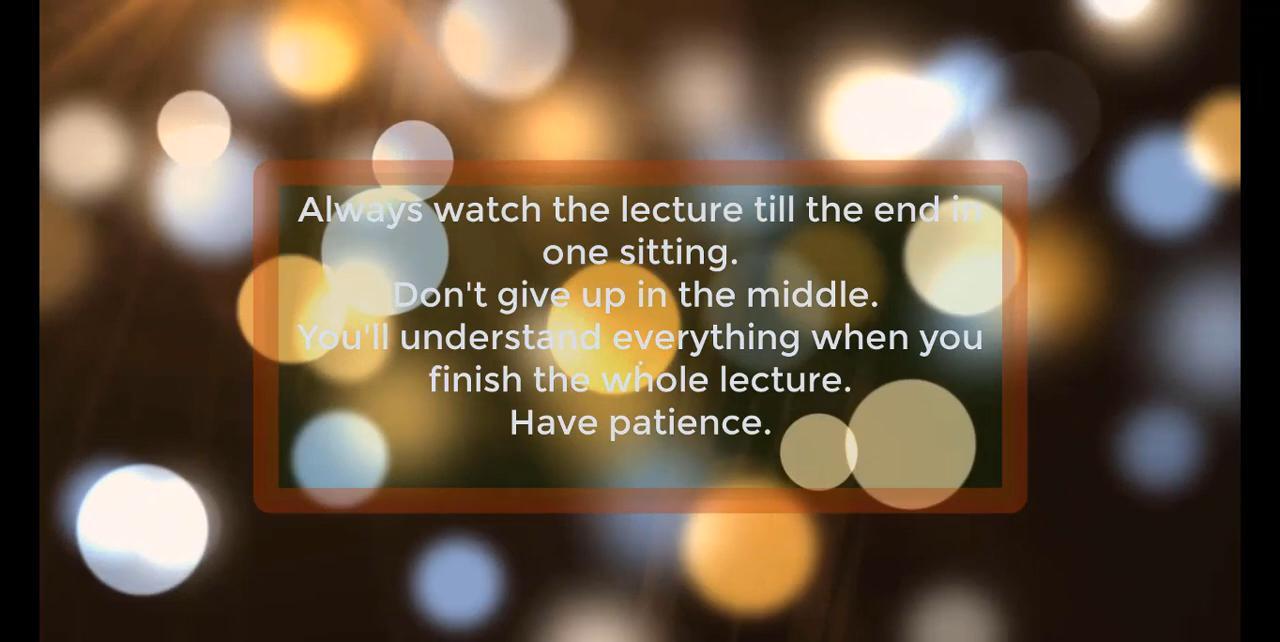 Always watch the lecture till the end in
one sitting.
Don't give up in the middle.
You'll understand everything when you
finish the whole lecture.
Have patience.